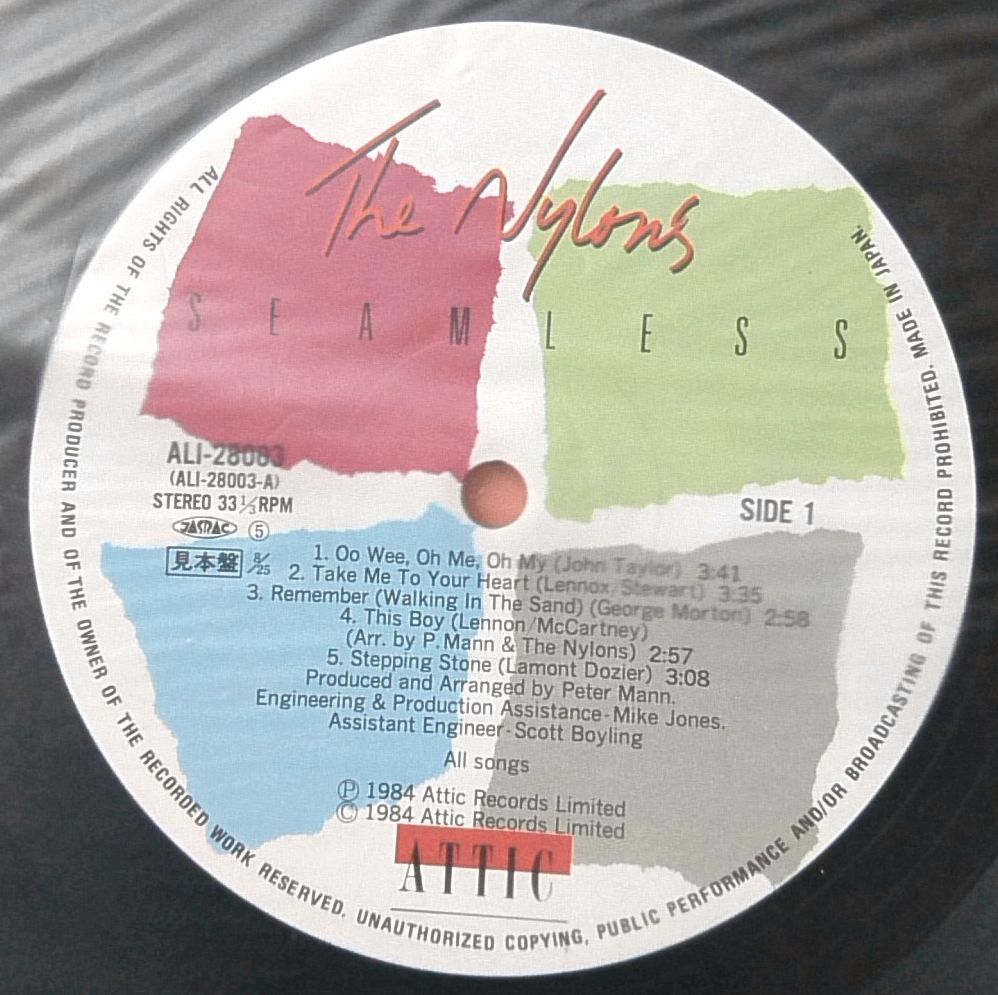 The Nylons
SEAMLESS
ALI-28003
(ALI-28003-A)
STEREO 33 1/3 RPM
JASRAC ⑤
見本盤 8/25
SIDE 1
1. Oo Wee, Oh Me, Oh My (John Taylor) 3:41
2. Take Me To Your Heart (Lennox/Stewart) 3:35
3. Remember (Walking In The Sand) (George Morton) 2:58
4. This Boy (Lennon/McCartney)
(Arr. by P. Mann & The Nylons) 2:57
5. Stepping Stone (Lamont Dozier) 3:08
Produced and Arranged by Peter Mann.
Engineering & Production Assistance-Mike Jones.
Assistant Engineer-Scott Boyling
All songs
Ⓟ 1984 Attic Records Limited
© 1984 Attic Records Limited
ATTIC
ALL RIGHTS OF THE RECORD PRODUCER AND OF THE OWNER OF THE RECORDED WORK RESERVED. UNAUTHORIZED COPYING, PUBLIC PERFORMANCE AND/OR BROADCASTING OF THIS RECORD PROHIBITED. MADE IN JAPAN.